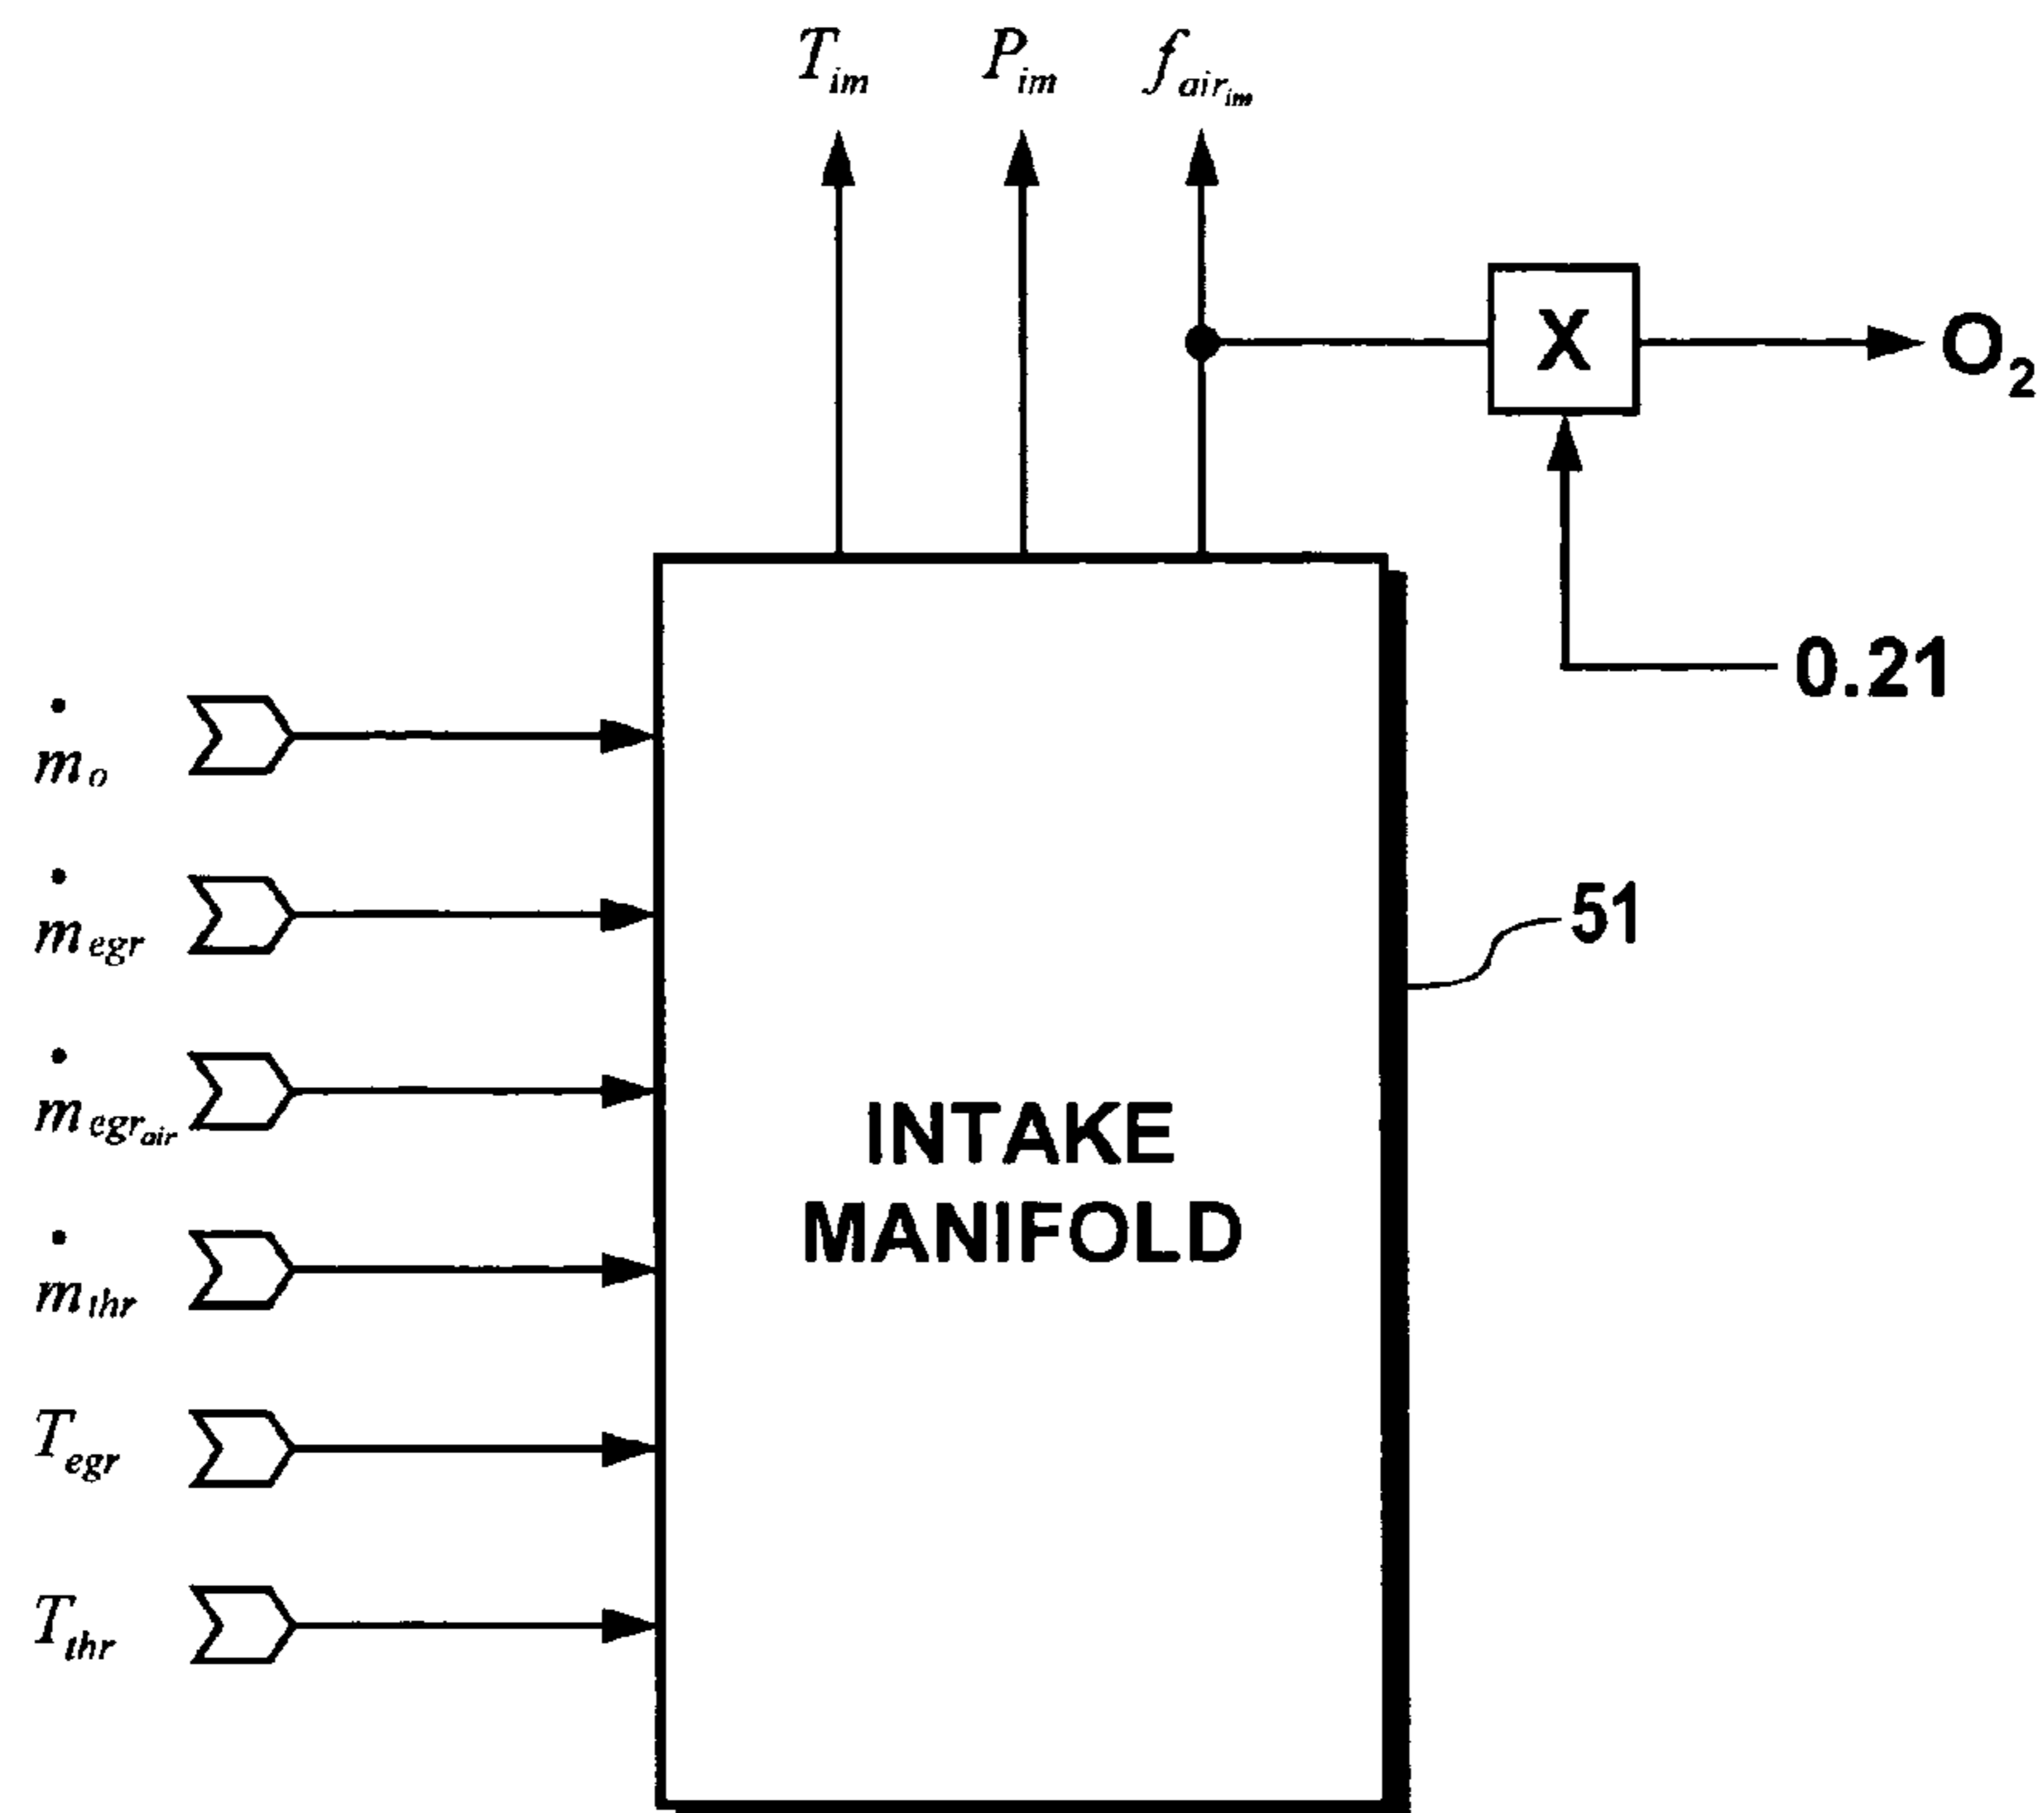 T_im P_im f_air_im
X
O₂
0.21
ṁ_o
ṁ_egr
51
ṁ_egr_air
INTAKE
MANIFOLD
ṁ_thr
T_egr
T_thr